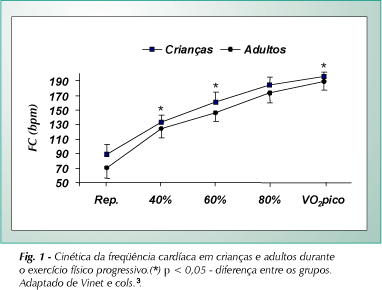 Crianças Adultos
FC (bpm)
190
170
150
130
110
90
70
50
* * *
Rep. 40% 60% 80% VO2pico
Fig. 1 - Cinética da freqüência cardíaca em crianças e adultos durante
o exercício físico progressivo.(*) p < 0,05 - diferença entre os grupos.
Adaptado de Vinet e cols.3.